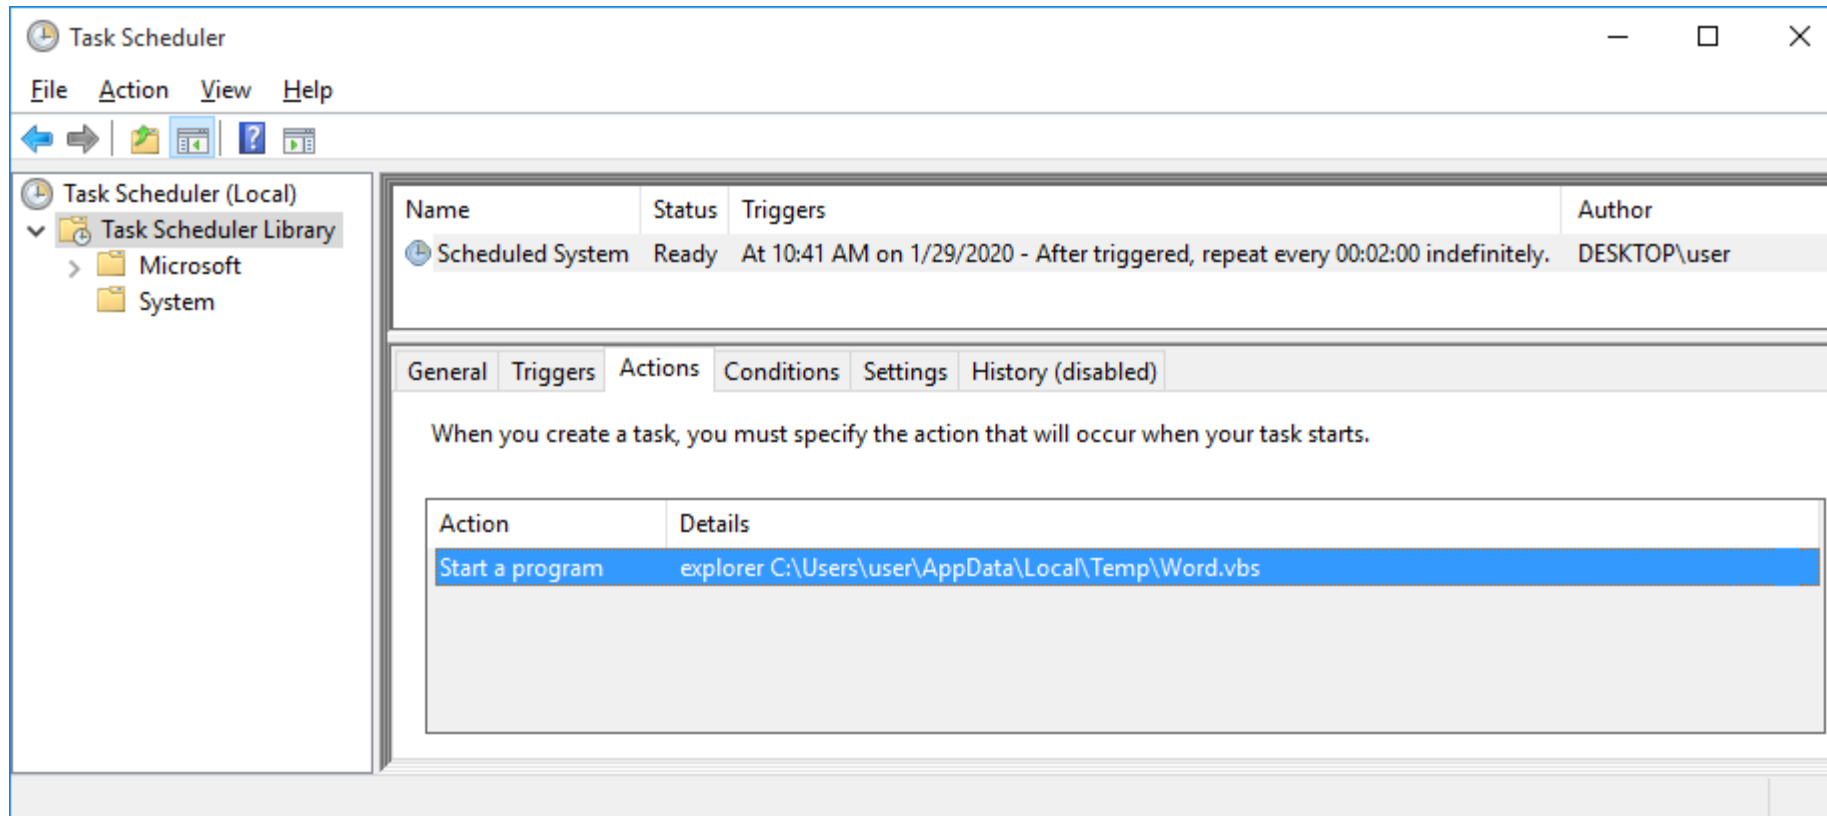 Task Scheduler
File Action View Help
Task Scheduler (Local)
Task Scheduler Library
Microsoft
System
Name Status Triggers Author
Scheduled System Ready At 10:41 AM on 1/29/2020 - After triggered, repeat every 00:02:00 indefinitely. DESKTOP\user
General Triggers Actions Conditions Settings History (disabled)
When you create a task, you must specify the action that will occur when your task starts.
Action Details
Start a program explorer C:\Users\user\AppData\Local\Temp\Word.vbs